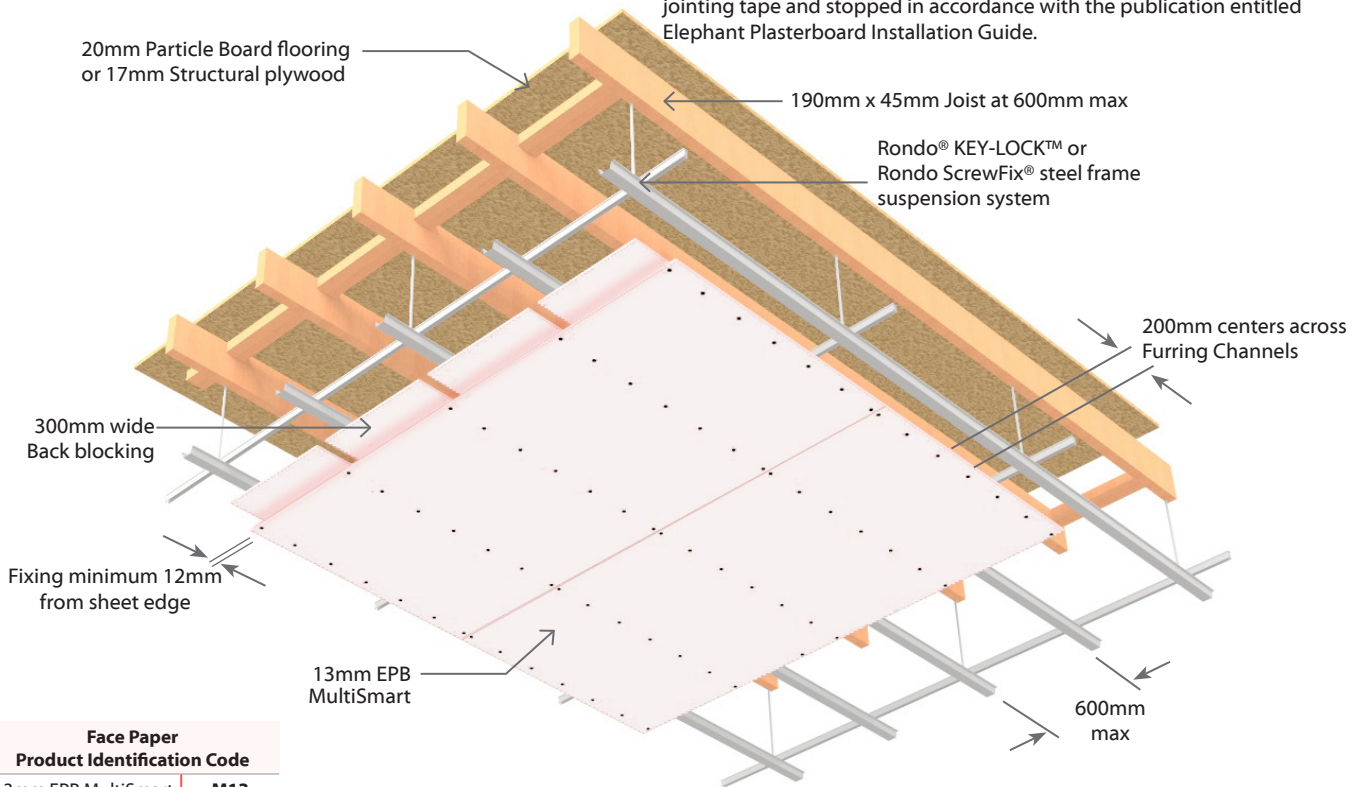 jointing tape and stopped in accordance with the publication entitled
Elephant Plasterboard Installation Guide.
20mm Particle Board flooring
or 17mm Structural plywood
190mm x 45mm Joist at 600mm max
Rondo® KEY-LOCK™ or
Rondo ScrewFix® steel frame
suspension system
200mm centers across
Furring Channels
300mm wide
Back blocking
Fixing minimum 12mm
from sheet edge
13mm EPB
MultiSmart
600mm
max
Face Paper
Product Identification Code
EPB MultiSmart M13